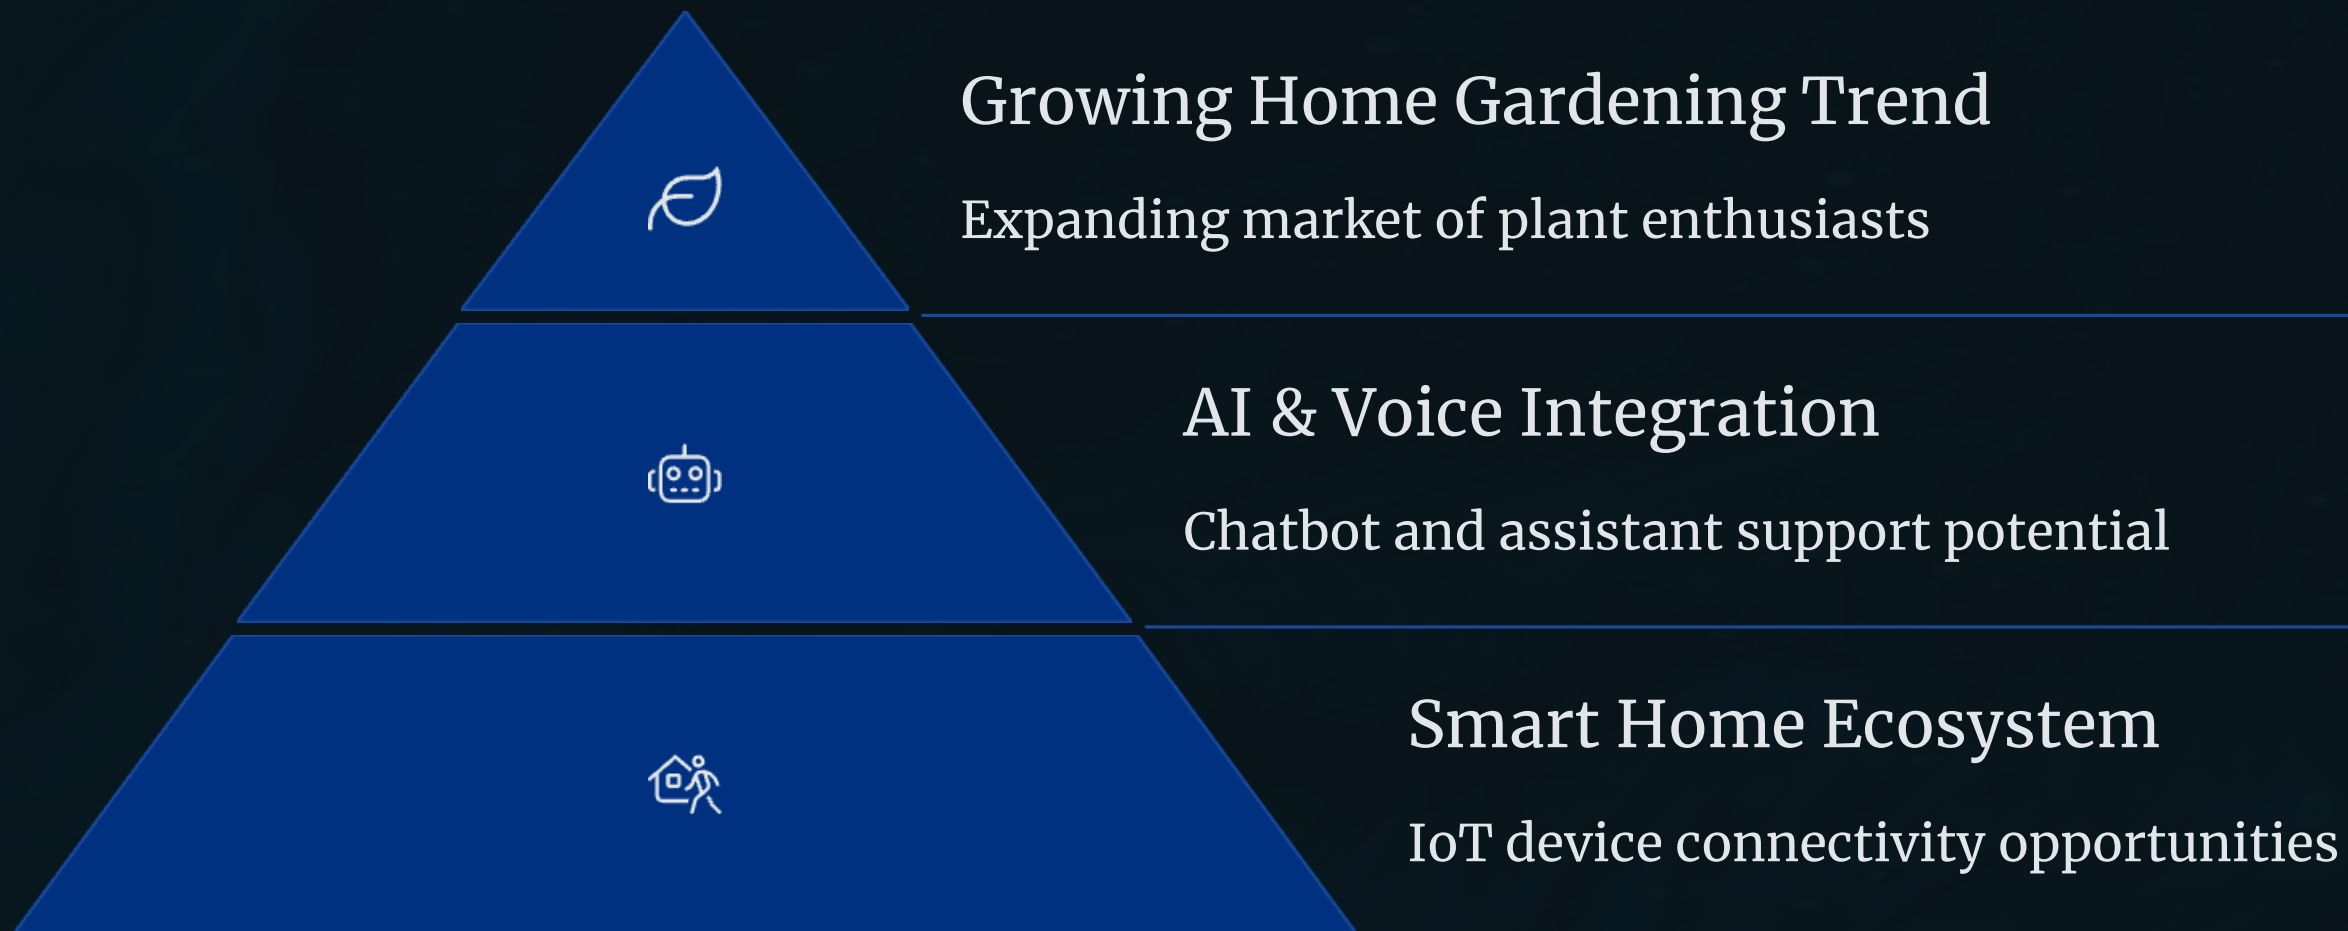 Growing Home Gardening Trend
Expanding market of plant enthusiasts
AI & Voice Integration
Chatbot and assistant support potential
Smart Home Ecosystem
IoT device connectivity opportunities